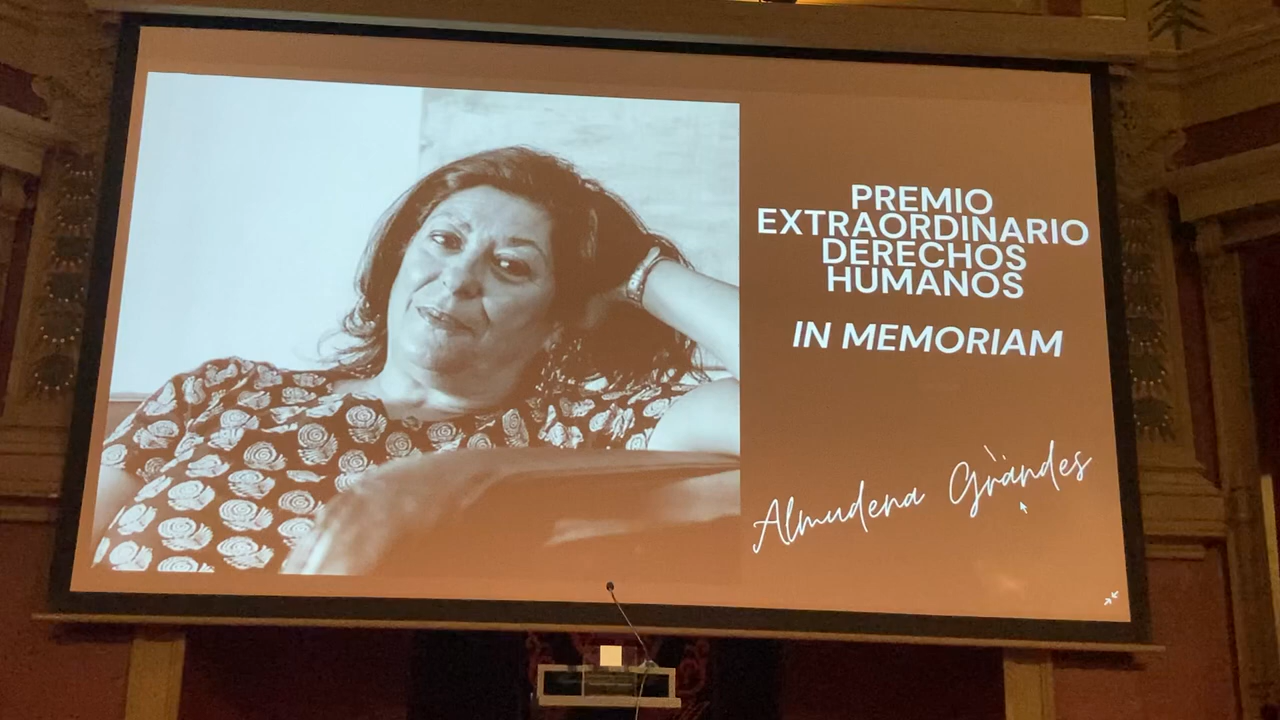 PREMIO
EXTRAORDINARIO
DERECHOS
HUMANOS
IN MEMORIAM
Almudena Grandes